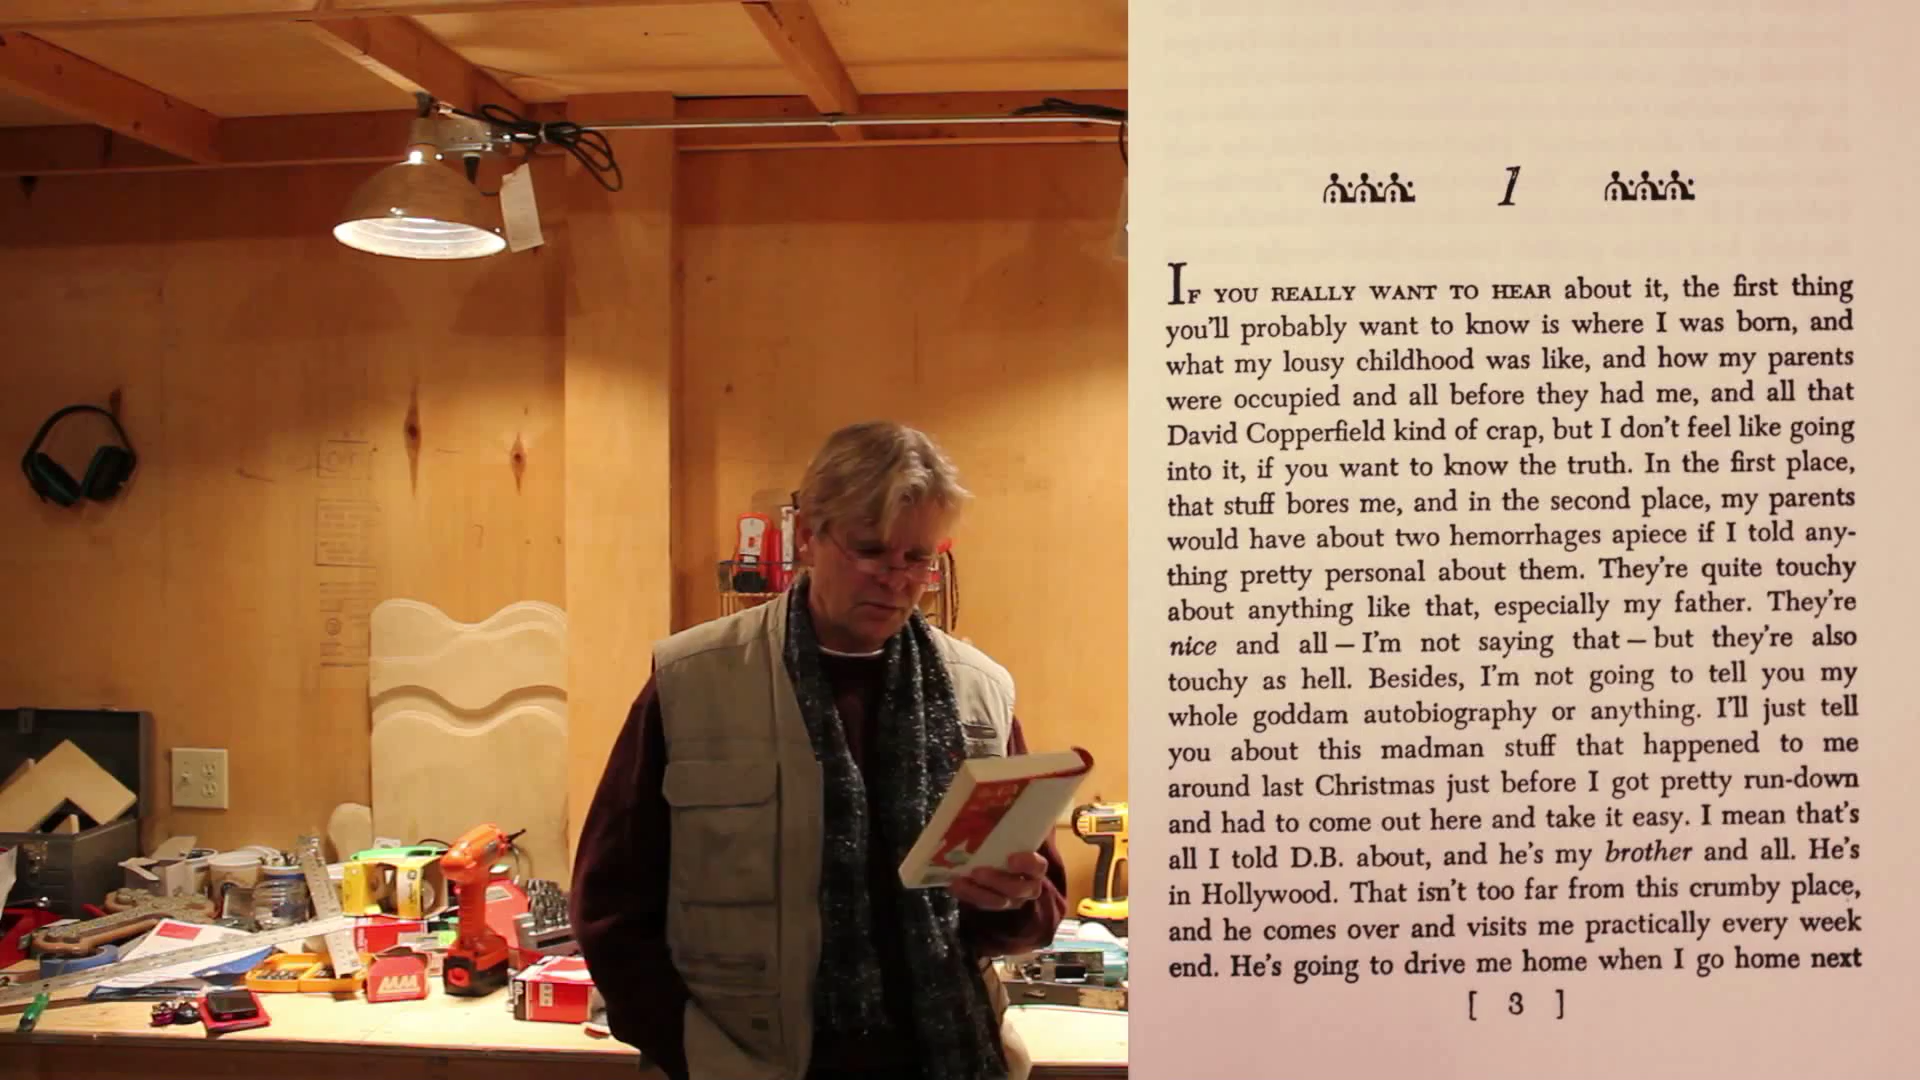 1
IF YOU REALLY WANT TO HEAR about it, the first thing
you'll probably want to know is where I was born, and
what my lousy childhood was like, and how my parents
were occupied and all before they had me, and all that
David Copperfield kind of crap, but I don't feel like going
into it, if you want to know the truth. In the first place,
that stuff bores me, and in the second place, my parents
would have about two hemorrhages apiece if I told any-
thing pretty personal about them. They're quite touchy
about anything like that, especially my father. They're
nice and all – I'm not saying that – but they're also
touchy as hell. Besides, I'm not going to tell you my
whole goddam autobiography or anything. I'll just tell
you about this madman stuff that happened to me
around last Christmas just before I got pretty run-down
and had to come out here and take it easy. I mean that's
all I told D.B. about, and he's my brother and all. He's
in Hollywood. That isn't too far from this crumby place,
and he comes over and visits me practically every week
end. He's going to drive me home when I go home next
[ 3 ]